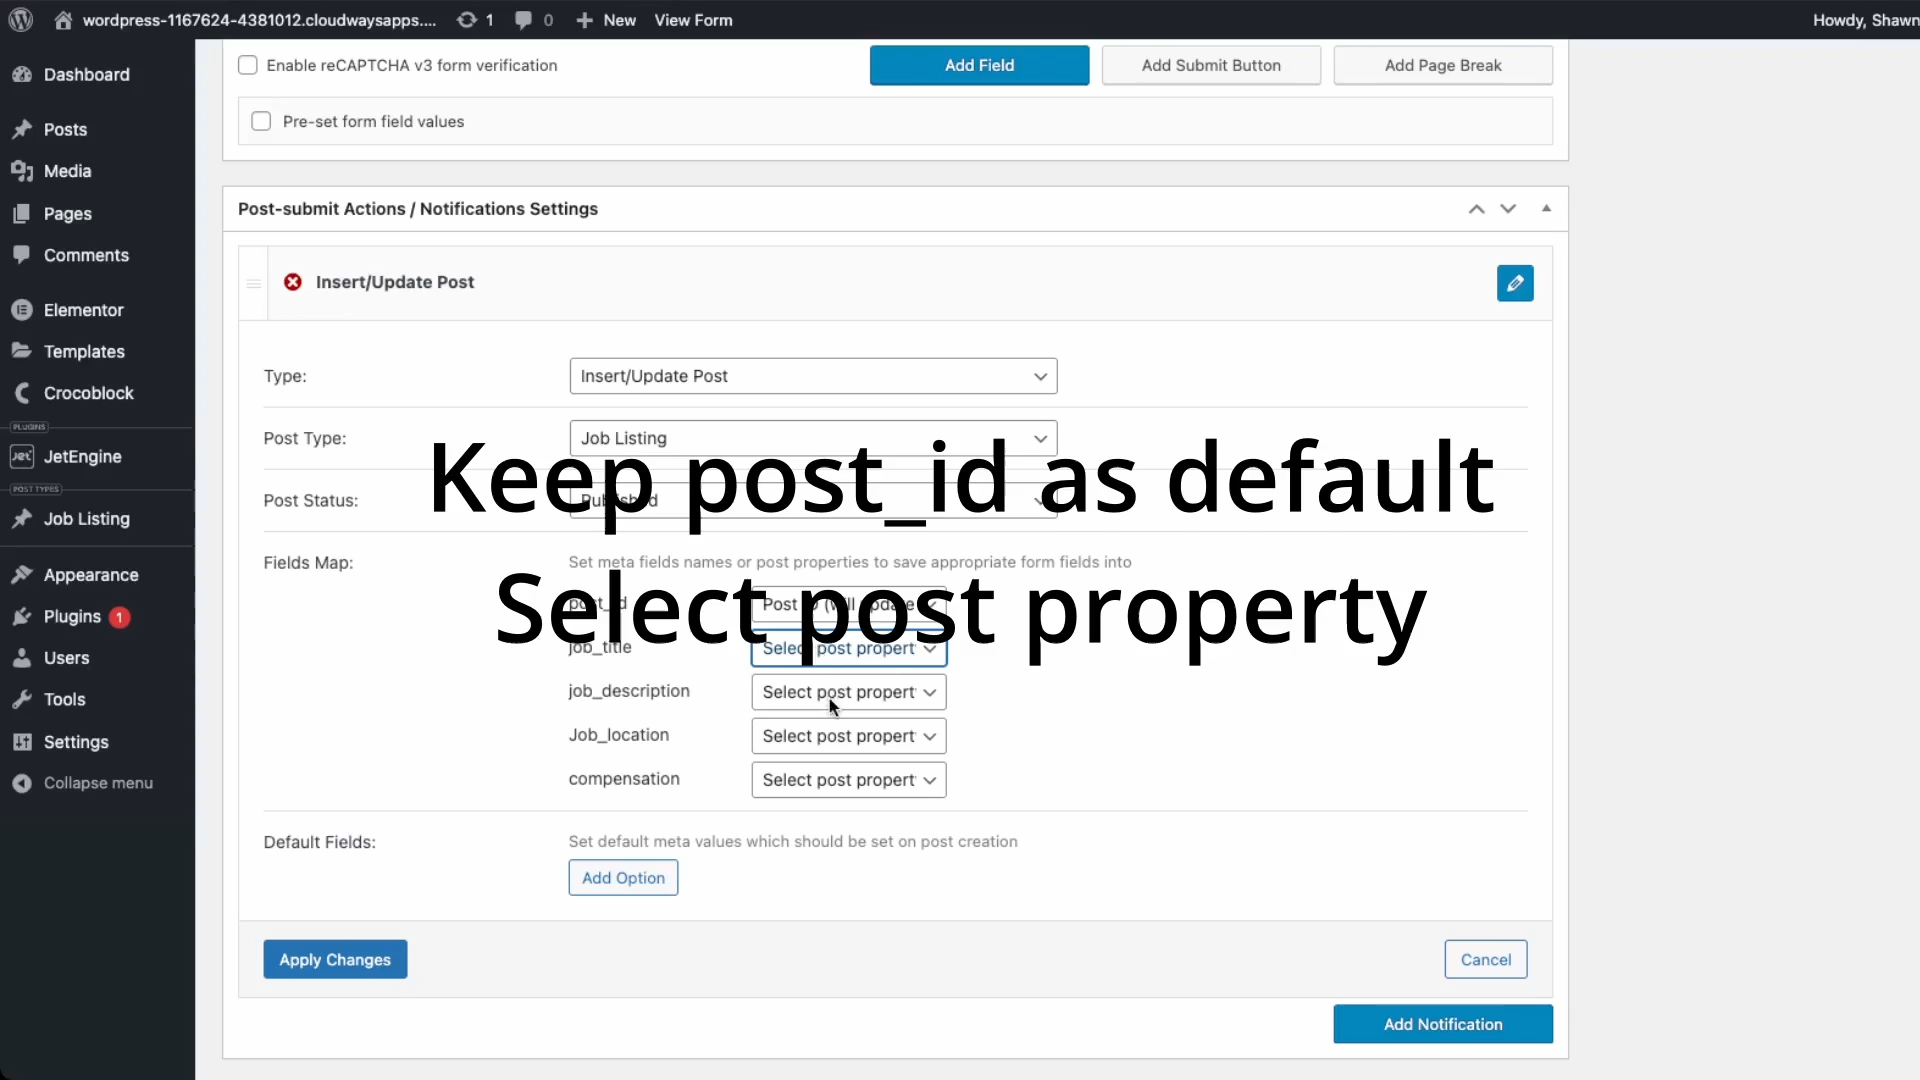 wordpress-1167624-4381012.cloudwaysapps.... 1 0 New View Form Howdy, Shawn
Dashboard
Posts
Media
Pages
Comments
Elementor
Templates
Crocoblock
PLUGINS
JetEngine
POST TYPES
Job Listing
Appearance
Plugins 1
Users
Tools
Settings
Collapse menu
Enable reCAPTCHA v3 form verification
Add Field
Add Submit Button
Add Page Break
Pre-set form field values
Post-submit Actions / Notifications Settings
Insert/Update Post
Type: Insert/Update Post
Post Type: Job Listing
Keep post_id as default
Post Status: Published
Fields Map: Set meta fields names or post properties to save appropriate form fields into
Select post property
post_id Post ID (will update
job_title Select post propert
job_description Select post propert
Job_location Select post propert
compensation Select post propert
Default Fields: Set default meta values which should be set on post creation
Add Option
Apply Changes
Cancel
Add Notification